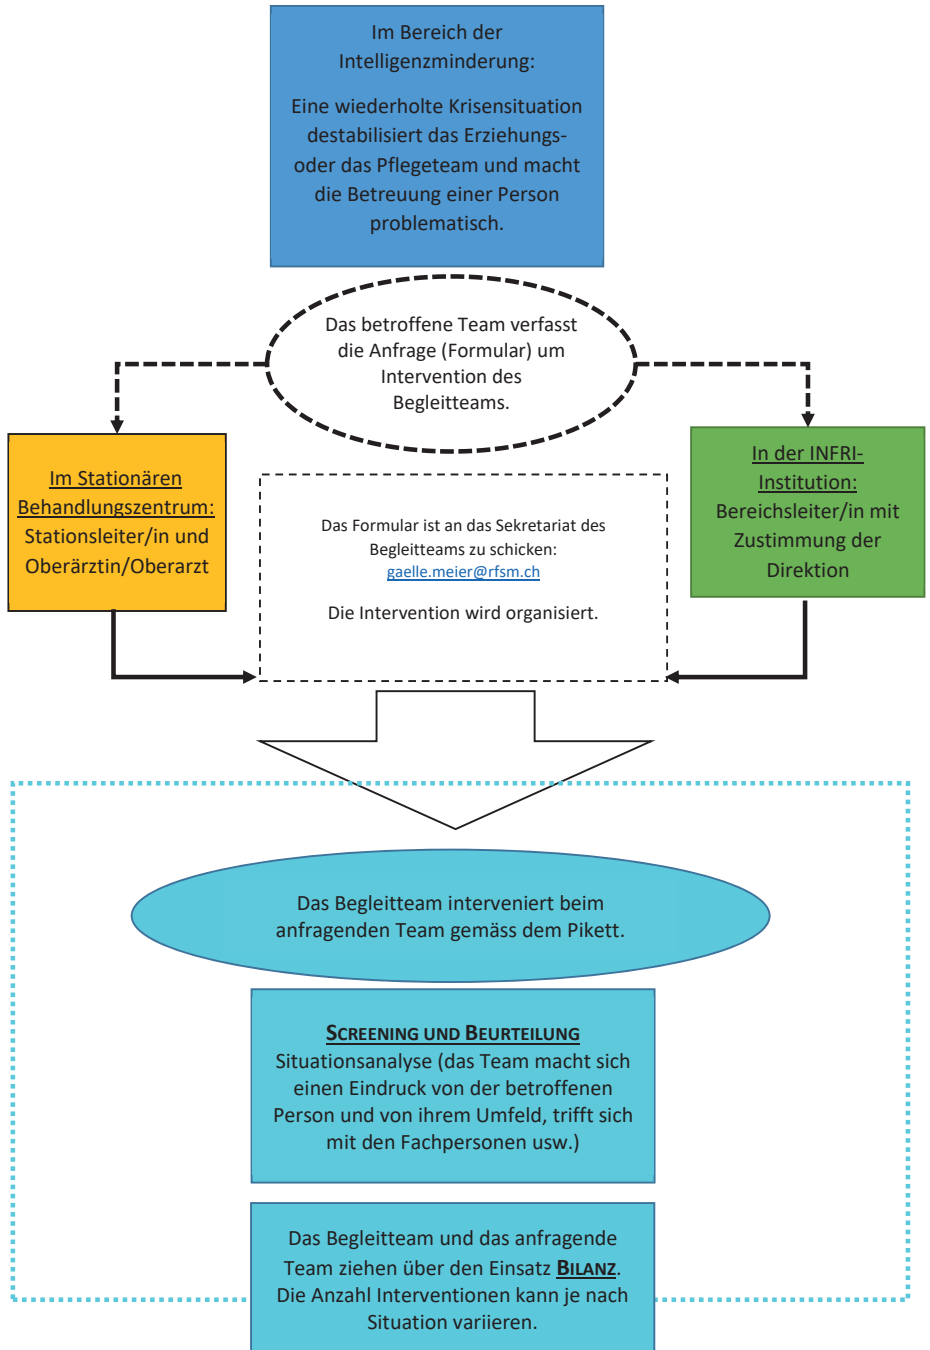 Im Bereich der
Intelligenzminderung:
Eine wiederholte Krisensituation
destabilisiert das Erziehungs-
oder das Pflegeteam und macht
die Betreuung einer Person
problematisch.
Das betroffene Team verfasst
die Anfrage (Formular) um
Intervention des
Begleitteams.
Im Stationären
Behandlungszentrum:
Stationsleiter/in und
Oberärztin/Oberarzt
Das Formular ist an das Sekretariat des
Begleitteams zu schicken:
gaelle.meier@rfsm.ch
Die Intervention wird organisiert.
In der INFRI-
Institution:
Bereichsleiter/in mit
Zustimmung der
Direktion
Das Begleitteam interveniert beim
anfragenden Team gemäss dem Pikett.
SCREENING UND BEURTEILUNG
Situationsanalyse (das Team macht sich
einen Eindruck von der betroffenen
Person und von ihrem Umfeld, trifft sich
mit den Fachpersonen usw.)
Das Begleitteam und das anfragende
Team ziehen über den Einsatz BILANZ.
Die Anzahl Interventionen kann je nach
Situation variieren.